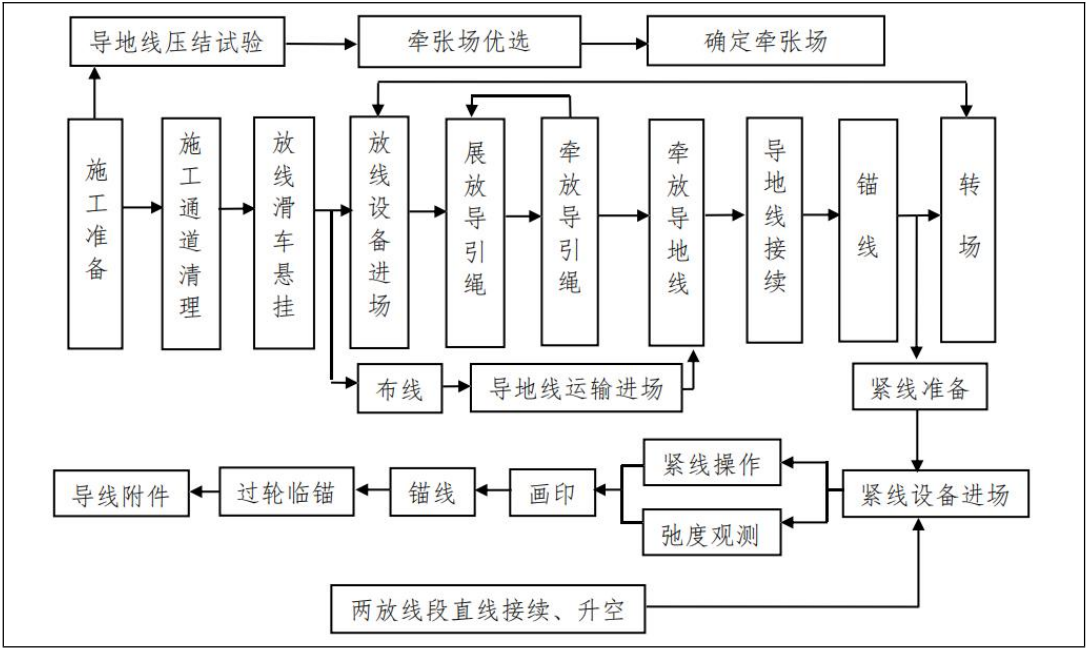 导地线压结试验
牵张场优选
确定牵张场
施工准备
施工通道清理
放线滑车悬挂
放线设备进场
展放导引绳
牵放导引绳
牵放导地线
导地线接续
锚线
转场
布线
导地线运输进场
紧线准备
紧线操作
导线附件
过轮临锚
锚线
画印
紧线设备进场
弛度观测
两放线段直线接续、升空